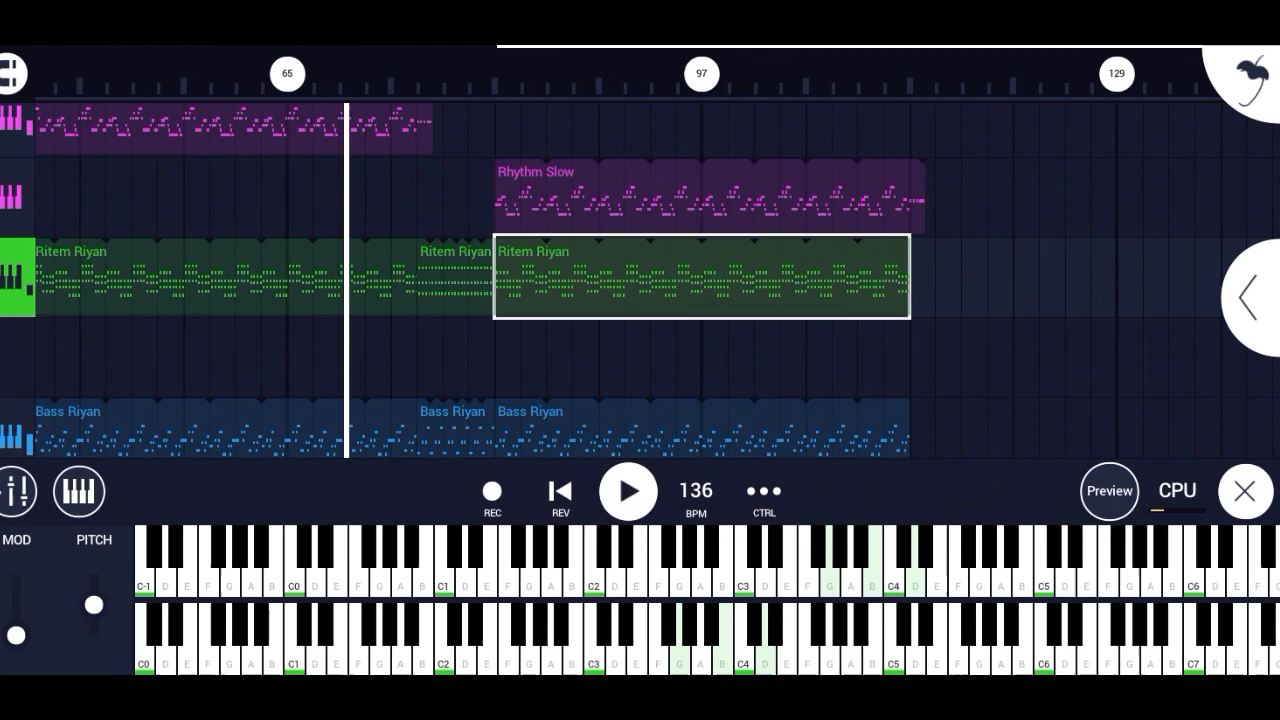 65 97 129
Rhythm Slow
Ritem Riyan Ritem Riyan Ritem Riyan
Bass Riyan Bass Riyan Bass Riyan
136 Preview CPU
REC REV BPM CTRL
MOD PITCH
C-1 D E F G A B C0 D E F G A B C1 D E F G A B C2 D E F G A B C3 D E F G A B C4 D E F G A B C5 D E F G A B C6 D E F G
C0 D E F G A B C1 D E F G A B C2 D E F G A B C3 D E F G A B C4 D E F G A B C5 D E F G A B C6 D E F G A B C7 D E F G